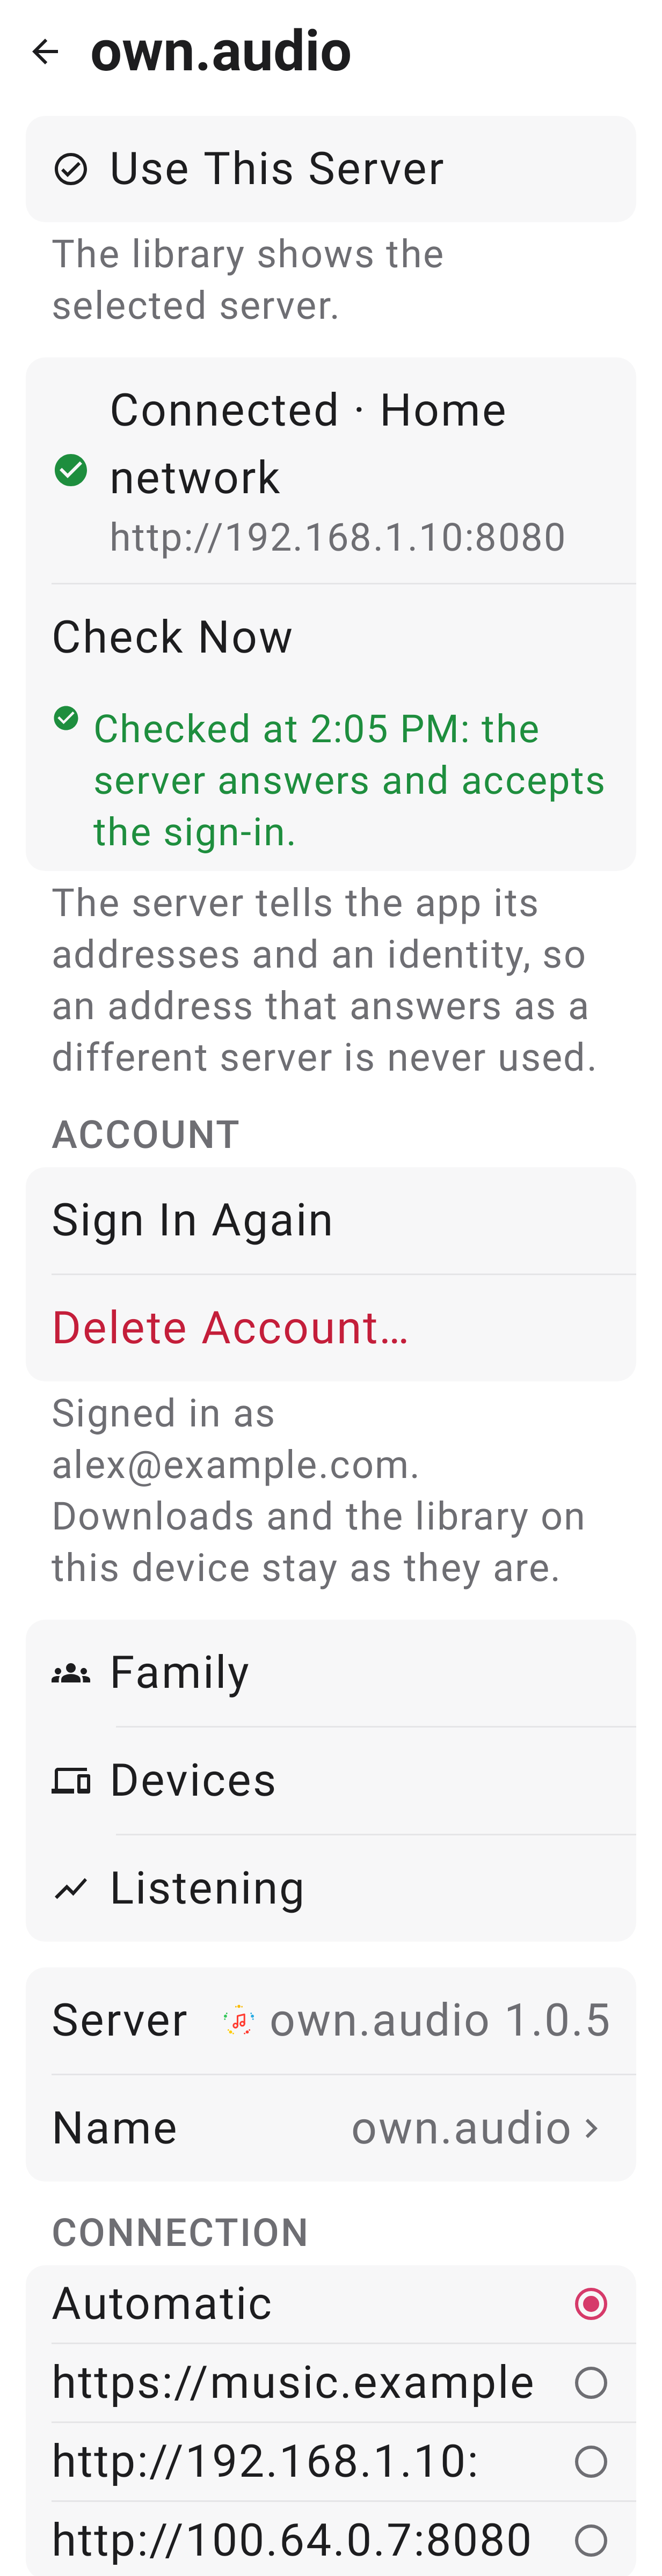 own.audio
Use This Server
The library shows the
selected server.
Connected · Home
network
http://192.168.1.10:8080
Check Now
Checked at 2:05 PM: the
server answers and accepts
the sign-in.
The server tells the app its
addresses and an identity, so
an address that answers as a
different server is never used.
ACCOUNT
Sign In Again
Delete Account…
Signed in as
alex@example.com.
Downloads and the library on
this device stay as they are.
Family
Devices
Listening
Server own.audio 1.0.5
Name own.audio
CONNECTION
Automatic
https://music.example
http://192.168.1.10:
http://100.64.0.7:8080